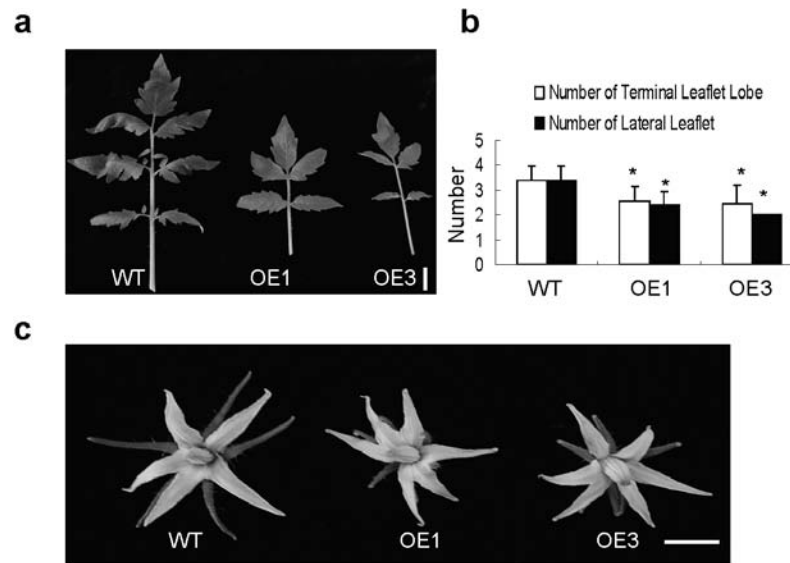 a
WT OE1 OE3
b
Number of Terminal Leaflet Lobe
Number of Lateral Leaflet
Number
5
4
3
2
1
0
* * * *
WT OE1 OE3
c
WT OE1 OE3